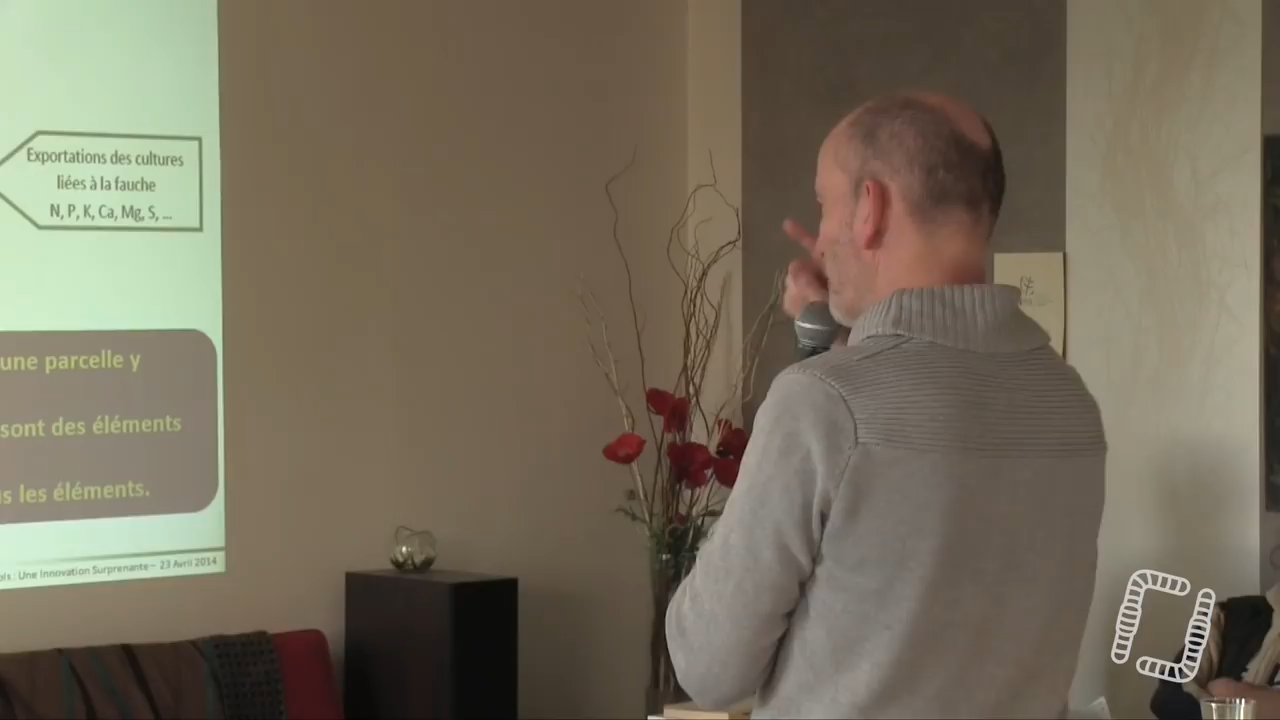 Exportations des cultures
liées à la fauche
N, P, K, Ca, Mg, S, ...
une parcelle y
sont des éléments
s les éléments.
ols : Une Innovation Surprenante – 23 Avril 2014